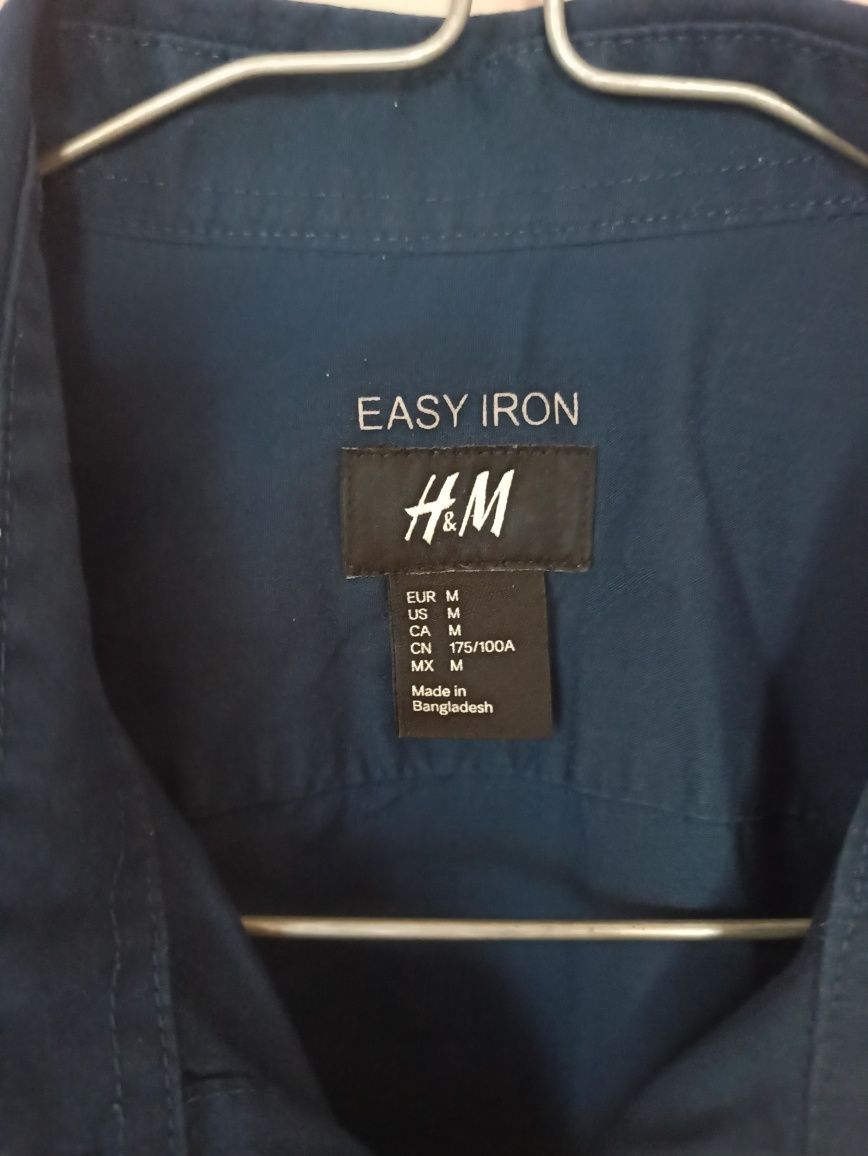 EASY IRON
H&M
EUR M
US M
CA M
CN 175/100A
MX M
Made in
Bangladesh